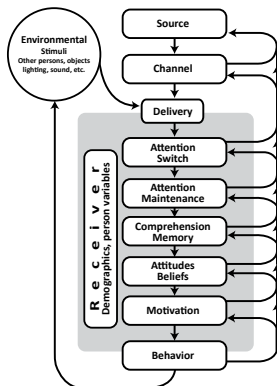 Environmental
Stimuli
Other persons, objects
lighting, sound, etc.
Source
Channel
Delivery
Receiver
Demographics, person variables
Attention
Switch
Attention
Maintenance
Comprehension
Memory
Attitudes
Beliefs
Motivation
Behavior